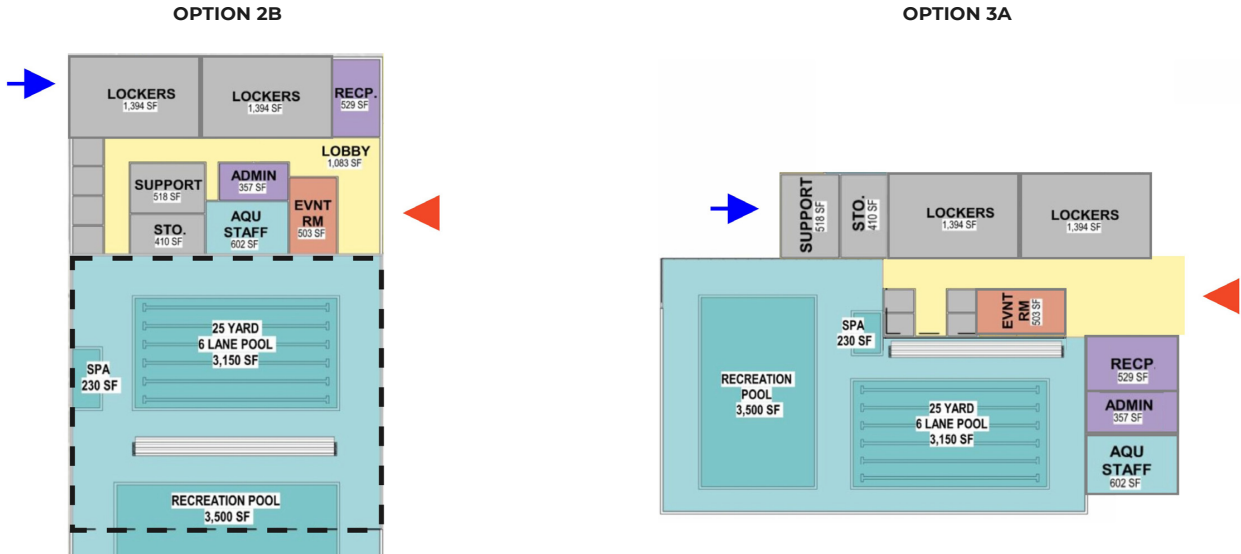 OPTION 2B
LOCKERS
1,394 SF
LOCKERS
1,394 SF
RECP.
529 SF
LOBBY
1,083 SF
SUPPORT
518 SF
ADMIN
357 SF
STO.
410 SF
AQU
STAFF
602 SF
EVNT
RM
503 SF
25 YARD
6 LANE POOL
3,150 SF
SPA
230 SF
RECREATION POOL
3,500 SF
OPTION 3A
SUPPORT
518 SF
STO.
410 SF
LOCKERS
1,394 SF
LOCKERS
1,394 SF
EVNT
RM
503 SF
SPA
230 SF
RECREATION
POOL
3,500 SF
25 YARD
6 LANE POOL
3,150 SF
RECP.
529 SF
ADMIN
357 SF
AQU
STAFF
602 SF